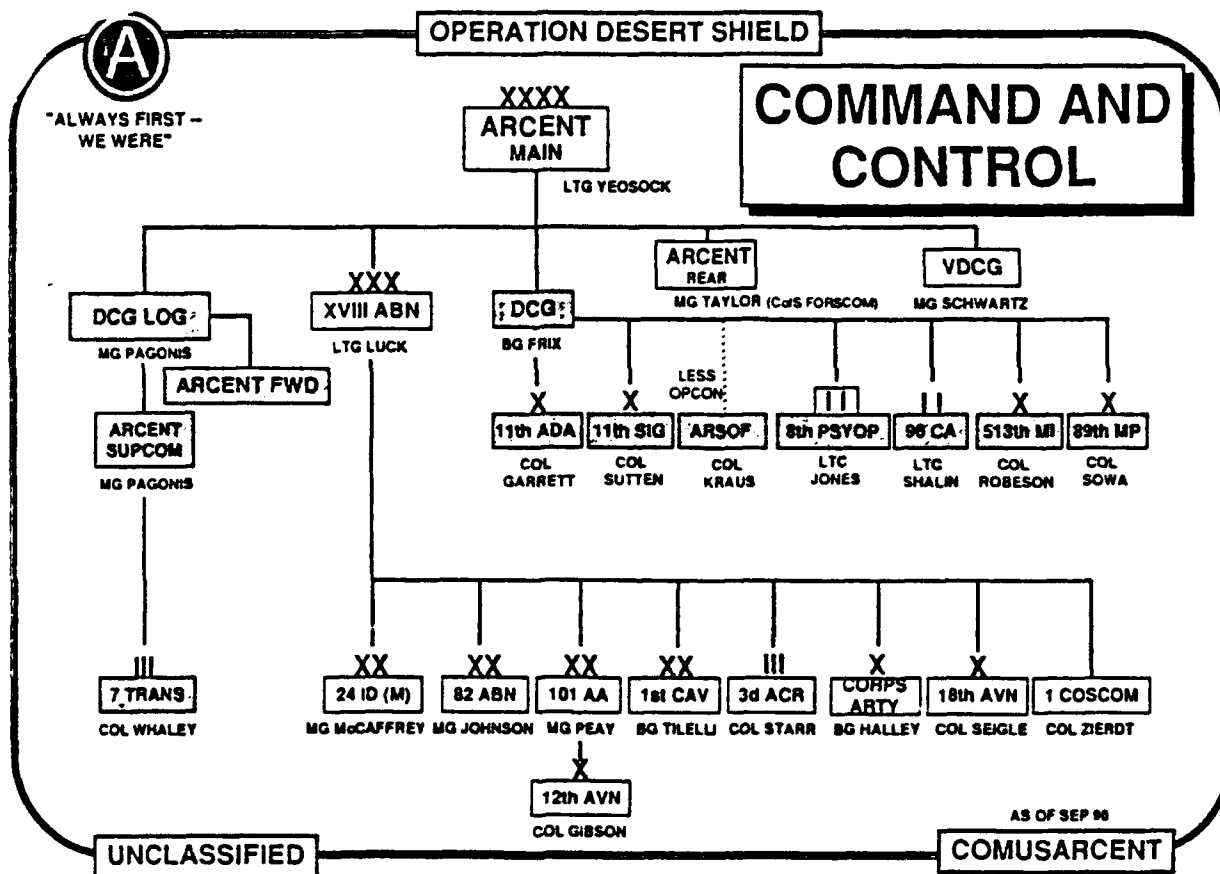 OPERATION DESERT SHIELD
A
"ALWAYS FIRST –
WE WERE"
COMMAND AND
CONTROL
XXXX
ARCENT
MAIN
LTG YEOSOCK
ARCENT
REAR
MG TAYLOR (CofS FORSCOM)
VDCG
MG SCHWARTZ
DCG LOG
MG PAGONIS
XXX
XVIII ABN
LTG LUCK
DCG
BG FRIX
ARCENT FWD
ARCENT
SUPCOM
MG PAGONIS
LESS
OPCON
X
11th ADA
COL
GARRETT
X
11th SIG
COL
SUTTEN
ARSOF
COL
KRAUS
II
8th PSYOP
LTC
JONES
II
96 CA
LTC
SHALIN
X
513th MI
COL
ROBESON
X
89th MP
COL
SOWA
III
7 TRANS
COL WHALEY
XX
24 ID (M)
MG McCAFFREY
XX
82 ABN
MG JOHNSON
XX
101 AA
MG PEAY
XX
1st CAV
BG TILELLI
III
3d ACR
COL STARR
X
CORPS
ARTY
BG HALLEY
X
18th AVN
COL SEIGLE
1 COSCOM
COL ZIERDT
X
12th AVN
COL GIBSON
AS OF SEP 90
UNCLASSIFIED
COMUSARCENT